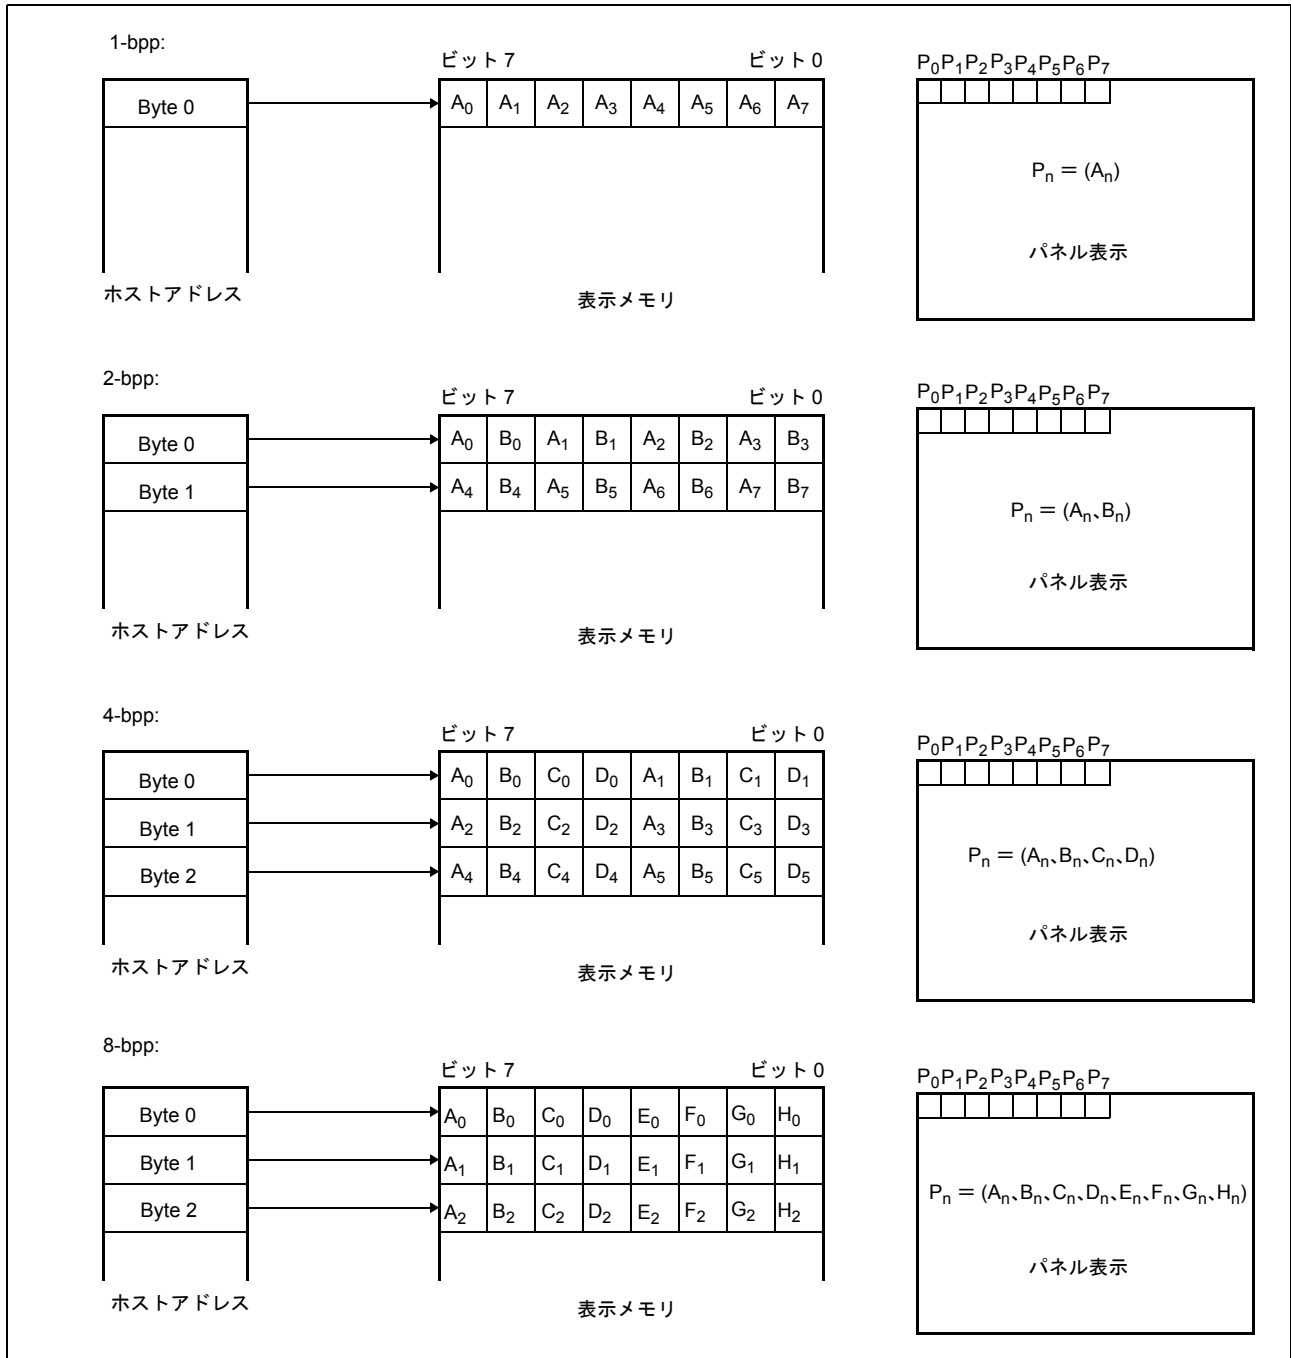 1-bpp:
ビット 7 ビット 0
P₀P₁P₂P₃P₄P₅P₆P₇
Byte 0
A₀ A₁ A₂ A₃ A₄ A₅ A₆ A₇
Pₙ = (Aₙ)
パネル表示
ホストアドレス
表示メモリ
2-bpp:
ビット 7 ビット 0
P₀P₁P₂P₃P₄P₅P₆P₇
Byte 0
A₀ B₀ A₁ B₁ A₂ B₂ A₃ B₃
Byte 1
A₄ B₄ A₅ B₅ A₆ B₆ A₇ B₇
Pₙ = (Aₙ、Bₙ)
パネル表示
ホストアドレス
表示メモリ
4-bpp:
ビット 7 ビット 0
P₀P₁P₂P₃P₄P₅P₆P₇
Byte 0
A₀ B₀ C₀ D₀ A₁ B₁ C₁ D₁
Byte 1
A₂ B₂ C₂ D₂ A₃ B₃ C₃ D₃
Byte 2
A₄ B₄ C₄ D₄ A₅ B₅ C₅ D₅
Pₙ = (Aₙ、Bₙ、Cₙ、Dₙ)
パネル表示
ホストアドレス
表示メモリ
8-bpp:
ビット 7 ビット 0
P₀P₁P₂P₃P₄P₅P₆P₇
Byte 0
A₀ B₀ C₀ D₀ E₀ F₀ G₀ H₀
Byte 1
A₁ B₁ C₁ D₁ E₁ F₁ G₁ H₁
Byte 2
A₂ B₂ C₂ D₂ E₂ F₂ G₂ H₂
Pₙ = (Aₙ、Bₙ、Cₙ、Dₙ、Eₙ、Fₙ、Gₙ、Hₙ)
パネル表示
ホストアドレス
表示メモリ